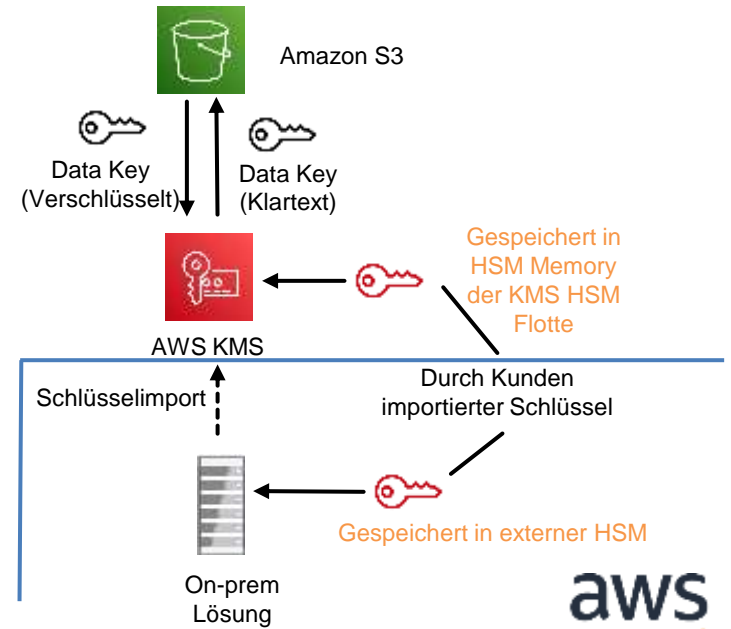 Amazon S3
Data Key
(Verschlüsselt)
Data Key
(Klartext)
Gespeichert in
HSM Memory
der KMS HSM
Flotte
AWS KMS
Schlüsselimport
Durch Kunden
importierter Schlüssel
Gespeichert in externer HSM
On-prem
Lösung
aws